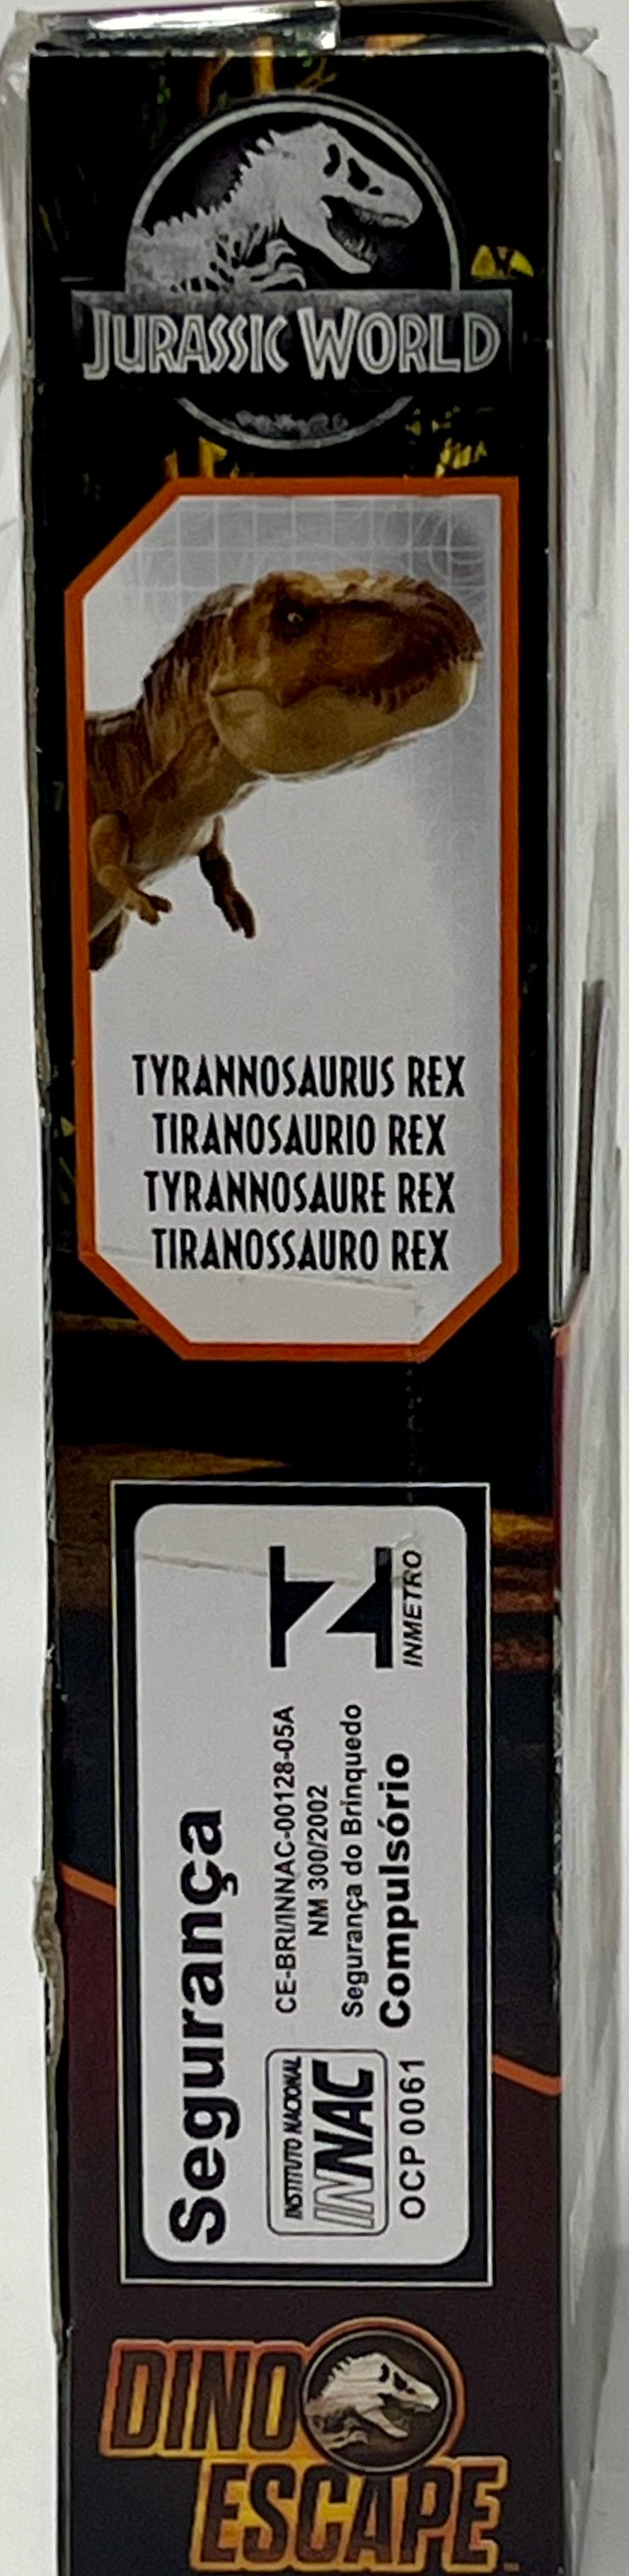 JURASSIC WORLD
TYRANNOSAURUS REX
TIRANOSAURIO REX
TYRANNOSAURE REX
TIRANOSSAURO REX
Segurança
CE-BRI/INNAC-00128-05A
NM 300/2002
Segurança do Brinquedo
Compulsório
INMETRO
INSTITUTO NACIONAL
INNAC
OCP 0061
DINO
ESCAPE